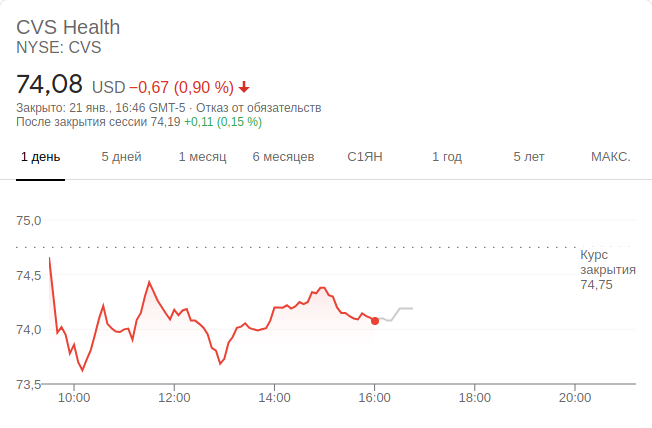 CVS Health
NYSE: CVS
74,08 USD −0,67 (0,90 %)
Закрыто: 21 янв., 16:46 GMT-5 · Отказ от обязательств
После закрытия сессии 74,19 +0,11 (0,15 %)
1 день 5 дней 1 месяц 6 месяцев С1ЯН 1 год 5 лет МАКС.
75,0
Курс
закрытия
74,75
74,5
74,0
73,5
10:00 12:00 14:00 16:00 18:00 20:00